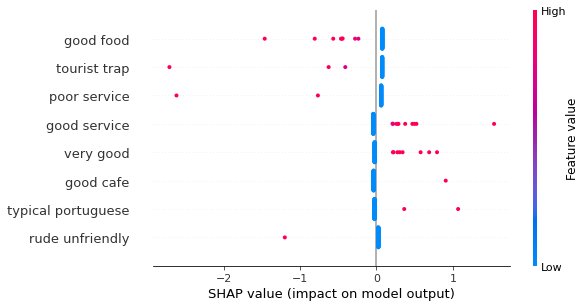 High
good food
tourist trap
poor service
good service
very good
good cafe
typical portuguese
rude unfriendly
Feature value
Low
−2
−1
0
1
SHAP value (impact on model output)